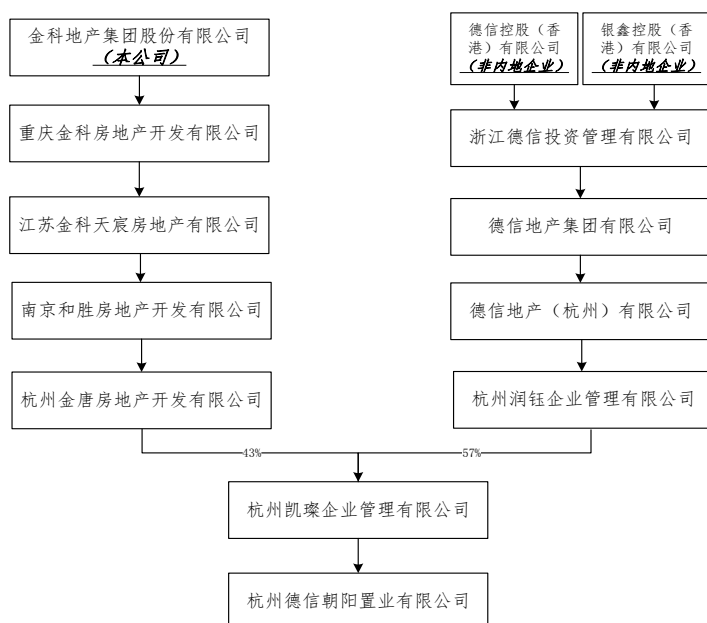 金科地产集团股份有限公司
（本公司）
重庆金科房地产开发有限公司
江苏金科天宸房地产有限公司
南京和胜房地产开发有限公司
杭州金唐房地产开发有限公司
德信控股（香
港）有限公司
（非内地企业）
银鑫控股（香
港）有限公司
（非内地企业）
浙江德信投资管理有限公司
德信地产集团有限公司
德信地产（杭州）有限公司
杭州润钰企业管理有限公司
43%
57%
杭州凯璨企业管理有限公司
杭州德信朝阳置业有限公司